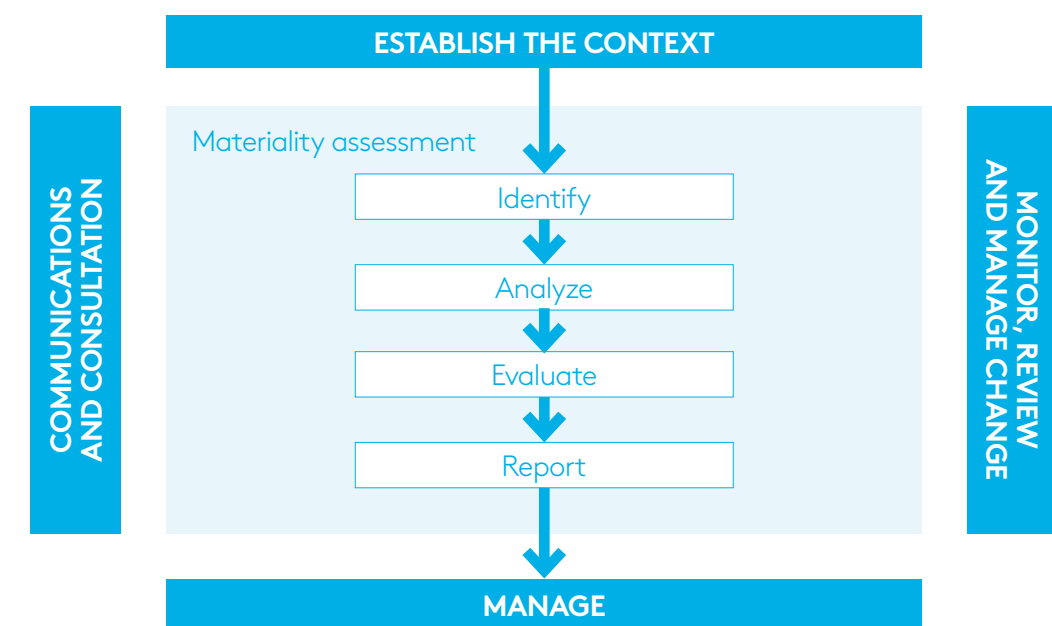 ESTABLISH THE CONTEXT
COMMUNICATIONS
AND CONSULTATION
Materiality assessment
Identify
Analyze
Evaluate
Report
MONITOR, REVIEW
AND MANAGE CHANGE
MANAGE